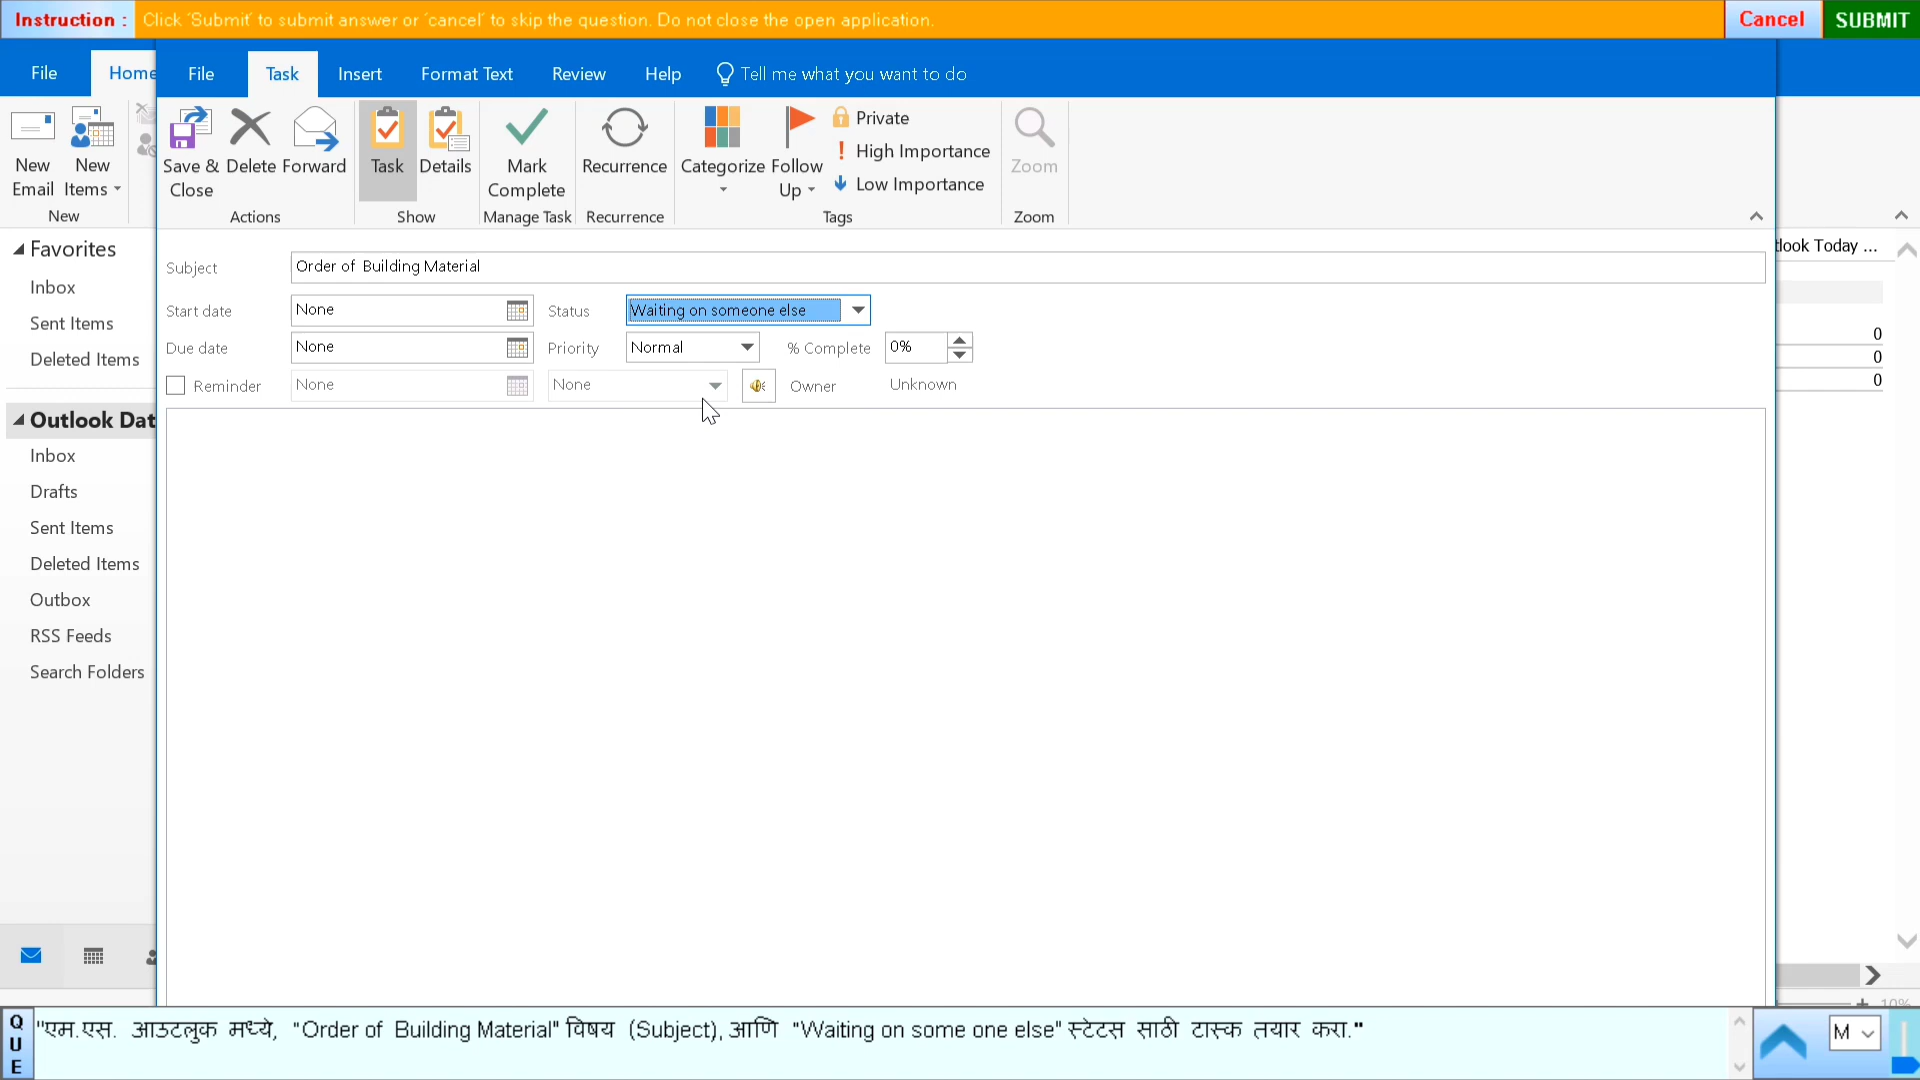 Instruction :
Click 'Submit' to submit answer or 'cancel' to skip the question. Do not close the open application.
Cancel
SUBMIT
File
Home
File
Task
Insert
Format Text
Review
Help
Tell me what you want to do
New
Email
New
Items
New
Save &
Close
Delete
Forward
Actions
Task
Details
Show
Mark
Complete
Manage Task
Recurrence
Recurrence
Categorize
Follow
Up
Private
High Importance
Low Importance
Tags
Zoom
Zoom
Favorites
Inbox
Sent Items
Deleted Items
Outlook Dat
Inbox
Drafts
Sent Items
Deleted Items
Outbox
RSS Feeds
Search Folders
Subject
Order of Building Material
Start date
None
Status
Waiting on someone else
Due date
None
Priority
Normal
% Complete
0%
Reminder
None
None
Owner
Unknown
tlook Today ...
0
0
0
10%
QUE
"एम.एस. आउटलुक मध्ये, "Order of Building Material" विषय (Subject), आणि "Waiting on some one else" स्टेटस साठी टास्क तयार करा."
M